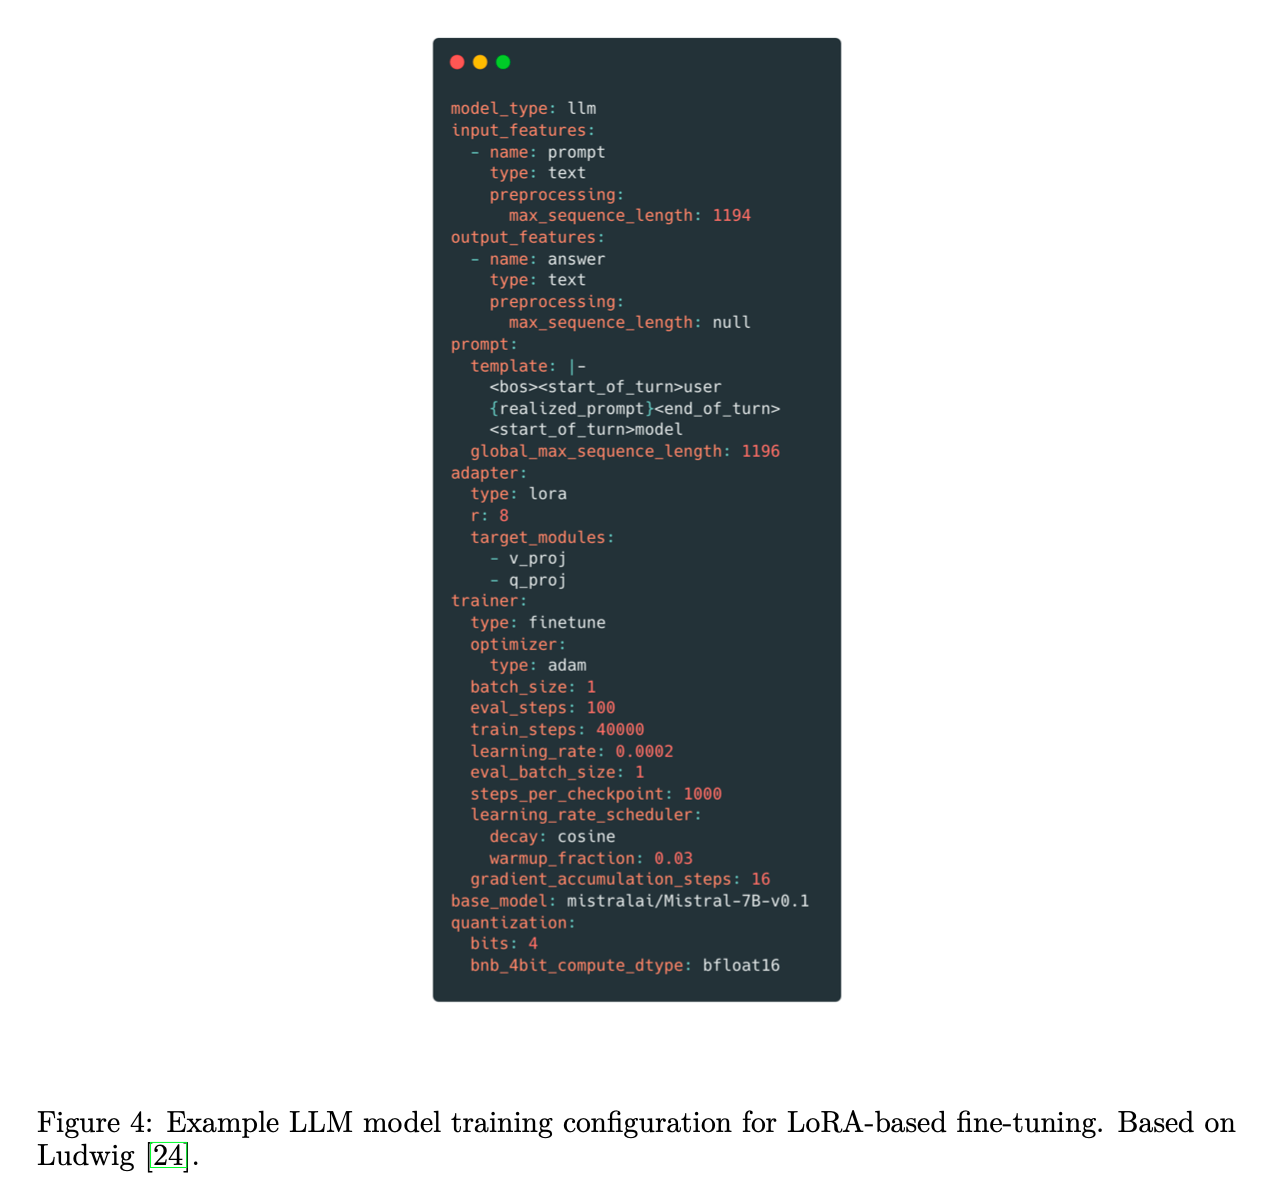 model_type: llm
input_features:
  - name: prompt
    type: text
    preprocessing:
      max_sequence_length: 1194
output_features:
  - name: answer
    type: text
    preprocessing:
      max_sequence_length: null
prompt:
  template: |-
    <bos><start_of_turn>user
    {realized_prompt}<end_of_turn>
    <start_of_turn>model
  global_max_sequence_length: 1196
adapter:
  type: lora
  r: 8
  target_modules:
    - v_proj
    - q_proj
trainer:
  type: finetune
  optimizer:
    type: adam
  batch_size: 1
  eval_steps: 100
  train_steps: 40000
  learning_rate: 0.0002
  eval_batch_size: 1
  steps_per_checkpoint: 1000
  learning_rate_scheduler:
    decay: cosine
    warmup_fraction: 0.03
  gradient_accumulation_steps: 16
base_model: mistralai/Mistral-7B-v0.1
quantization:
  bits: 4
  bnb_4bit_compute_dtype: bfloat16
Figure 4: Example LLM model training configuration for LoRA-based fine-tuning. Based on
Ludwig [24].